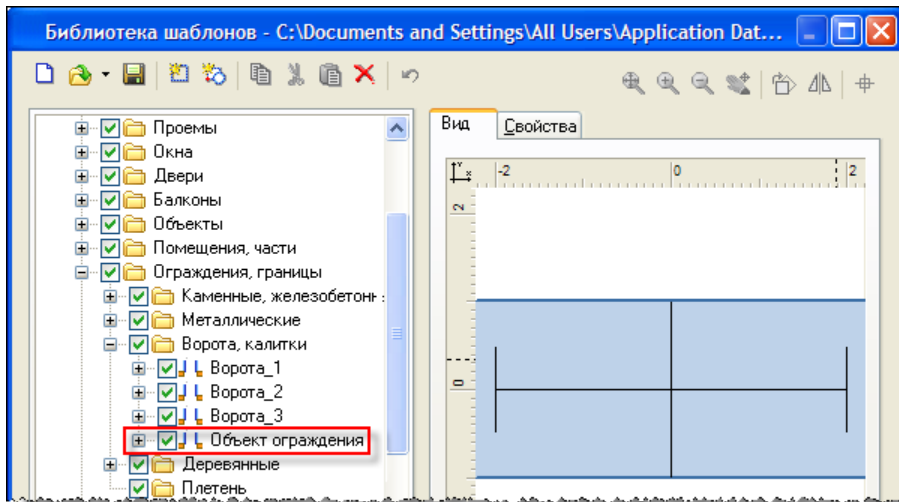 Библиотека шаблонов - C:\Documents and Settings\All Users\Application Dat...
Вид
Свойства
Проемы
Окна
Двери
Балконы
Объекты
Помещения, части
Ограждения, границы
Каменные, железобетонн
Металлические
Ворота, калитки
Ворота_1
Ворота_2
Ворота_3
Объект ограждения
Деревянные
Плетень
Y
x
-2
0
2
2
0